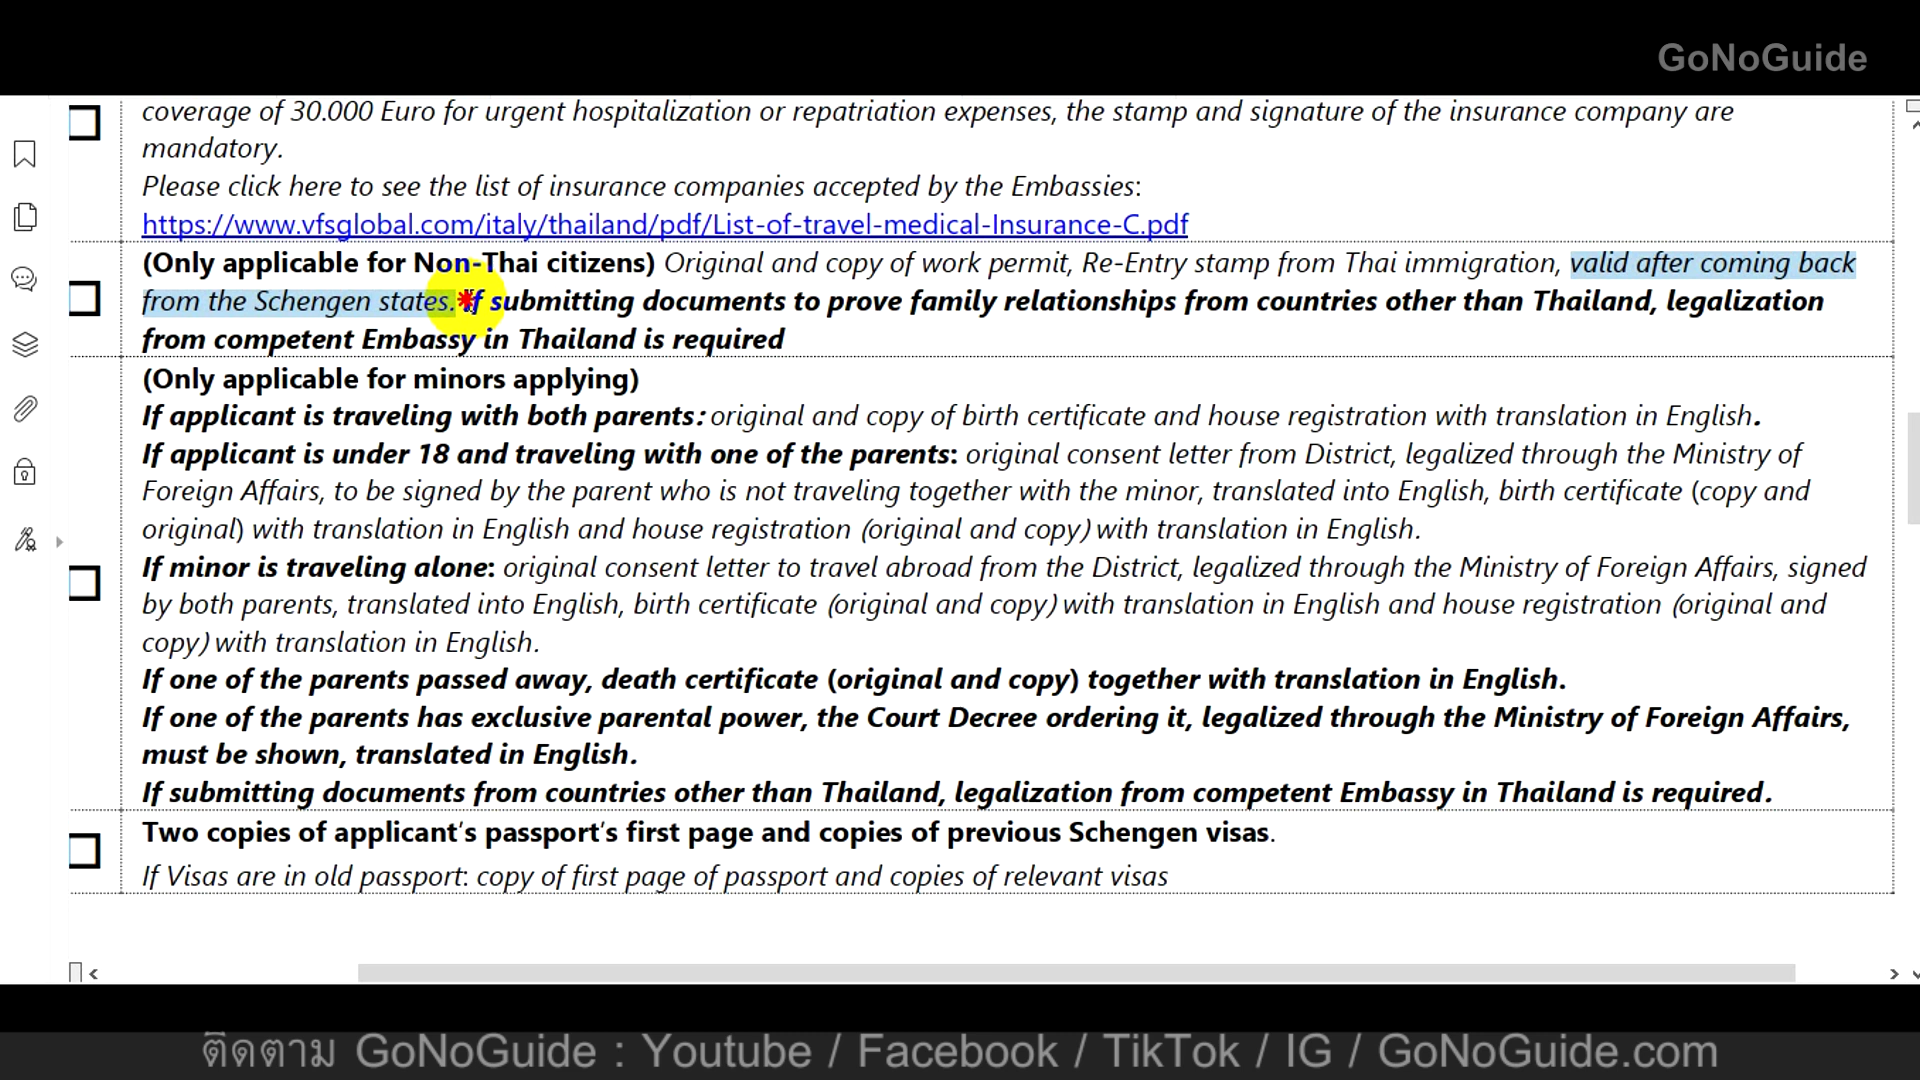 GoNoGuide
coverage of 30.000 Euro for urgent hospitalization or repatriation expenses, the stamp and signature of the insurance company are
mandatory.
Please click here to see the list of insurance companies accepted by the Embassies:
https://www.vfsglobal.com/italy/thailand/pdf/List-of-travel-medical-Insurance-C.pdf
(Only applicable for Non-Thai citizens) Original and copy of work permit, Re-Entry stamp from Thai immigration, valid after coming back
from the Schengen states. If submitting documents to prove family relationships from countries other than Thailand, legalization
from competent Embassy in Thailand is required
(Only applicable for minors applying)
If applicant is traveling with both parents: original and copy of birth certificate and house registration with translation in English.
If applicant is under 18 and traveling with one of the parents: original consent letter from District, legalized through the Ministry of
Foreign Affairs, to be signed by the parent who is not traveling together with the minor, translated into English, birth certificate (copy and
original) with translation in English and house registration (original and copy) with translation in English.
If minor is traveling alone: original consent letter to travel abroad from the District, legalized through the Ministry of Foreign Affairs, signed
by both parents, translated into English, birth certificate (original and copy) with translation in English and house registration (original and
copy) with translation in English.
If one of the parents passed away, death certificate (original and copy) together with translation in English.
If one of the parents has exclusive parental power, the Court Decree ordering it, legalized through the Ministry of Foreign Affairs,
must be shown, translated in English.
If submitting documents from countries other than Thailand, legalization from competent Embassy in Thailand is required.
Two copies of applicant's passport's first page and copies of previous Schengen visas.
If Visas are in old passport: copy of first page of passport and copies of relevant visas
ติดตาม GoNoGuide : Youtube / Facebook / TikTok / IG / GoNoGuide.com